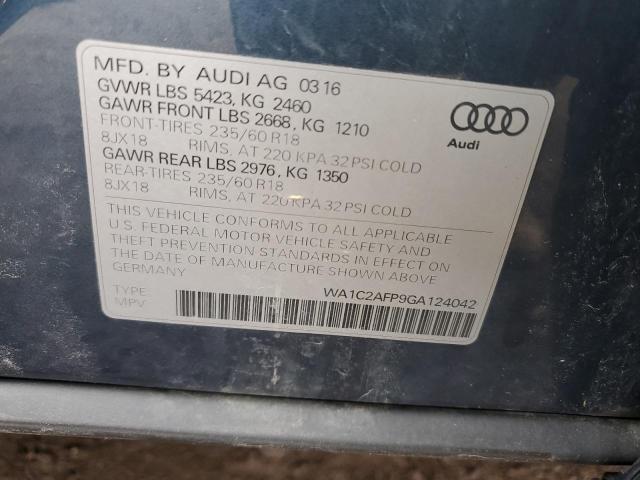 MFD. BY AUDI AG 03 16
GVWR LBS 5423, KG 2460
GAWR FRONT LBS 2668, KG 1210
FRONT-TIRES 235/60 R18
8JX18 RIMS, AT 220 KPA 32 PSI COLD
GAWR REAR LBS 2976, KG 1350
REAR-TIRES 235/60 R18
8JX18 RIMS, AT 220 KPA 32 PSI COLD
THIS VEHICLE CONFORMS TO ALL APPLICABLE
U.S. FEDERAL MOTOR VEHICLE SAFETY AND
THEFT PREVENTION STANDARDS IN EFFECT ON
THE DATE OF MANUFACTURE SHOWN ABOVE
GERMANY
TYPE
MPV
WA1C2AFP9GA124042
Audi